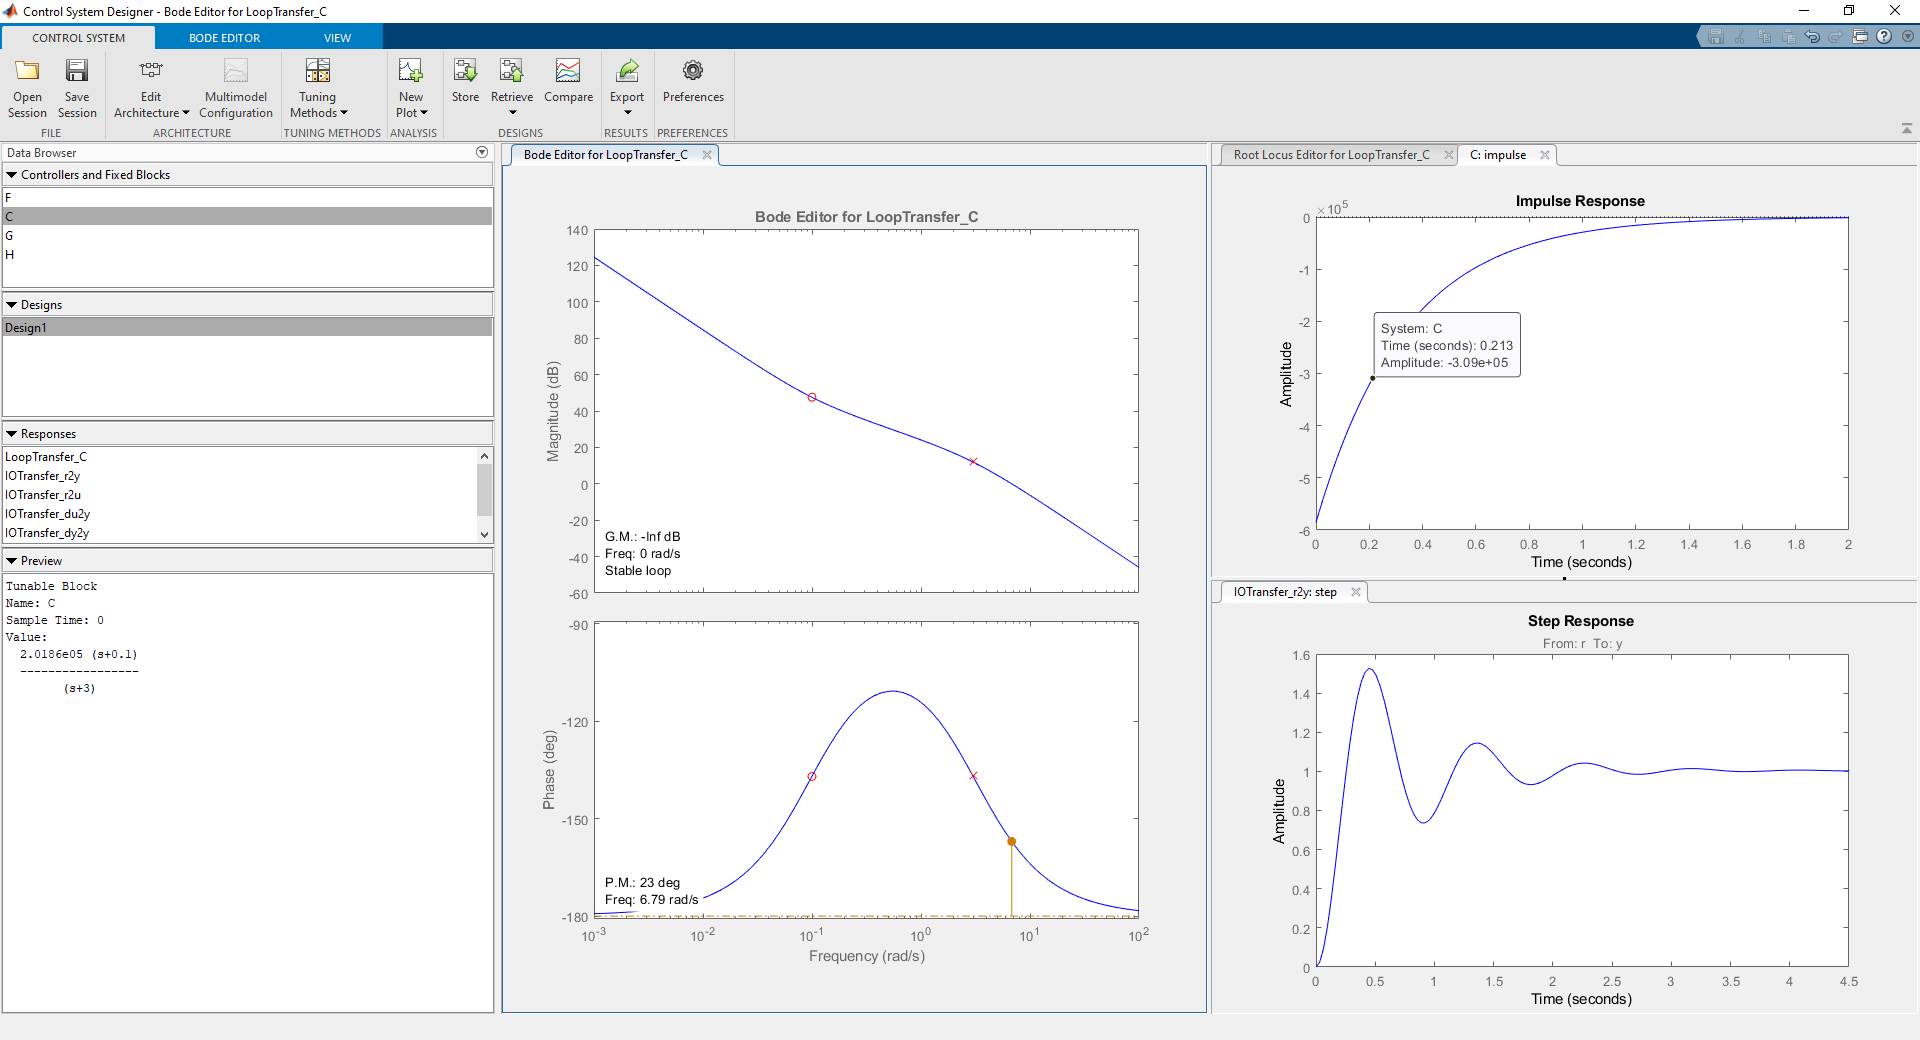 Control System Designer - Bode Editor for LoopTransfer_C
CONTROL SYSTEM
BODE EDITOR
VIEW
Open Session
Save Session
Edit Architecture
Multimodel Configuration
Tuning Methods
New Plot
Store
Retrieve
Compare
Export
Preferences
FILE
ARCHITECTURE
TUNING METHODS
ANALYSIS
DESIGNS
RESULTS
PREFERENCES
Data Browser
Controllers and Fixed Blocks
F
C
G
H
Designs
Design1
Responses
LoopTransfer_C
IOTransfer_r2y
IOTransfer_r2u
IOTransfer_du2y
IOTransfer_dy2y
Preview
Tunable Block
Name: C
Sample Time: 0
Value:
2.0186e05 (s+0.1)
------------------
(s+3)
Bode Editor for LoopTransfer_C
Bode Editor for LoopTransfer_C
140
120
100
80
60
40
20
0
-20
-40
-60
Magnitude (dB)
G.M.: -Inf dB
Freq: 0 rad/s
Stable loop
-90
-120
-150
-180
Phase (deg)
P.M.: 23 deg
Freq: 6.79 rad/s
10-3 10-2 10-1 100 101 102
Frequency (rad/s)
Root Locus Editor for LoopTransfer_C
C: impulse
Impulse Response
×105
0
-1
-2
-3
-4
-5
-6
Amplitude
System: C
Time (seconds): 0.213
Amplitude: -3.09e+05
0 0.2 0.4 0.6 0.8 1 1.2 1.4 1.6 1.8 2
Time (seconds)
IOTransfer_r2y: step
Step Response
From: r To: y
1.6
1.4
1.2
1
0.8
0.6
0.4
0.2
0
Amplitude
0 0.5 1 1.5 2 2.5 3 3.5 4 4.5
Time (seconds)